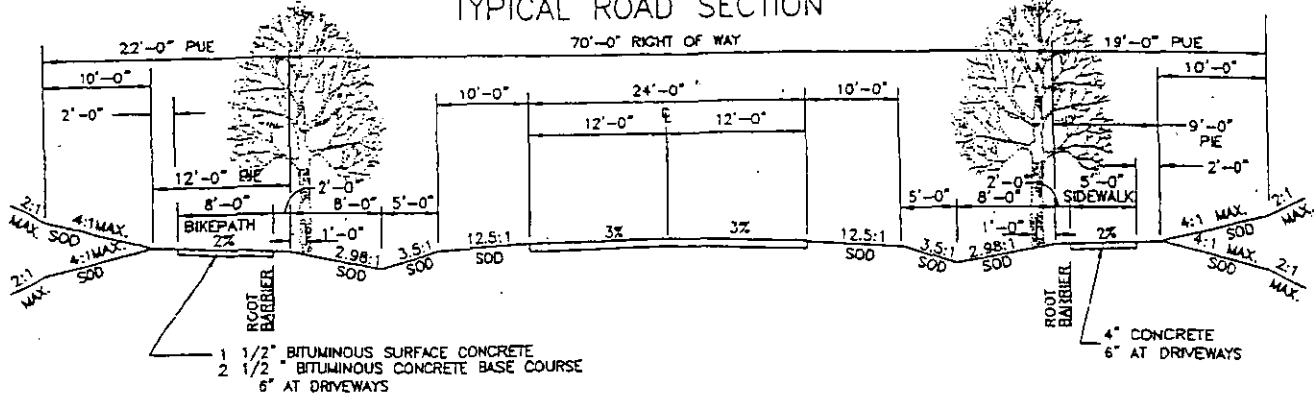 TYPICAL ROAD SECTION
22'-0" PUE
70'-0" RIGHT OF WAY
19'-0" PUE
10'-0"
10'-0"
24'-0"
10'-0"
10'-0"
2'-0"
12'-0"
℄
12'-0"
9'-0"
PIE
2'-0"
12'-0" PIE
2'-0"
2'-0"
5'-0"
8'-0"
8'-0"
5'-0"
5'-0"
8'-0"
SIDEWALK
BIKEPATH
1'-0"
1'-0"
2:1
MAX.
4:1 MAX.
SOD
4:1 MAX.
SOD
2:1
MAX.
2%
2.98:1
SOD
3.5:1
SOD
12.5:1
SOD
3%
3%
12.5:1
SOD
3.5:1
SOD
2.98:1
SOD
2%
4:1 MAX.
SOD
2:1
MAX.
4:1 MAX.
SOD
2:1
MAX.
ROOT
BARRIER
ROOT
BARRIER
1 1/2" BITUMINOUS SURFACE CONCRETE
2 1/2" BITUMINOUS CONCRETE BASE COURSE
6" AT DRIVEWAYS
4" CONCRETE
6" AT DRIVEWAYS